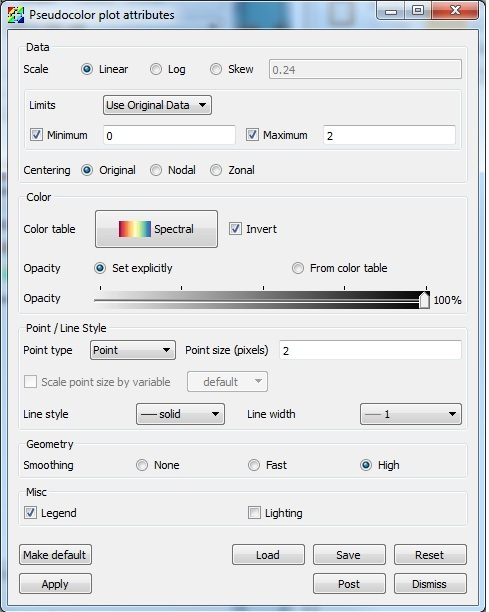 Pseudocolor plot attributes
Data
Scale Linear Log Skew 0.24
Limits Use Original Data
Minimum 0 Maximum 2
Centering Original Nodal Zonal
Color
Color table Spectral Invert
Opacity Set explicitly From color table
Opacity 100%
Point / Line Style
Point type Point Point size (pixels) 2
Scale point size by variable default
Line style solid Line width 1
Geometry
Smoothing None Fast High
Misc
Legend Lighting
Make default Load Save Reset
Apply Post Dismiss